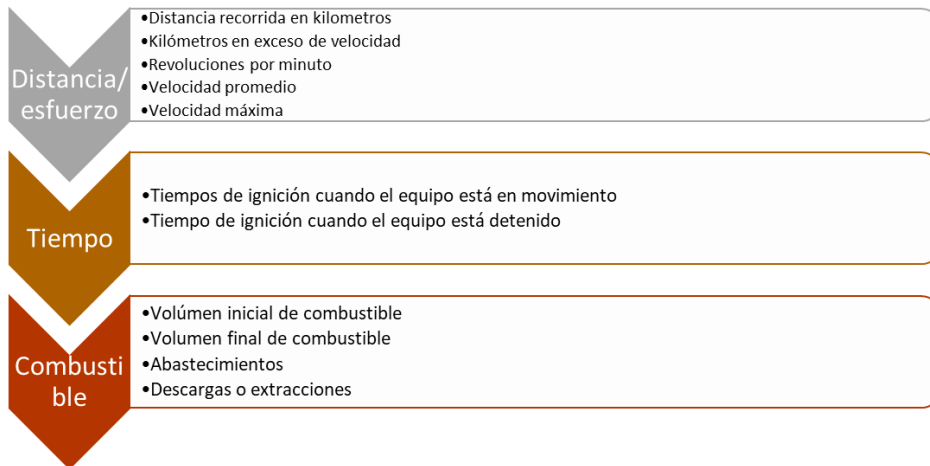 Distancia/
esfuerzo
•Distancia recorrida en kilometros
•Kilómetros en exceso de velocidad
•Revoluciones por minuto
•Velocidad promedio
•Velocidad máxima
Tiempo
•Tiempos de ignición cuando el equipo está en movimiento
•Tiempo de ignición cuando el equipo está detenido
Combusti
ble
•Volúmen inicial de combustible
•Volumen final de combustible
•Abastecimientos
•Descargas o extracciones